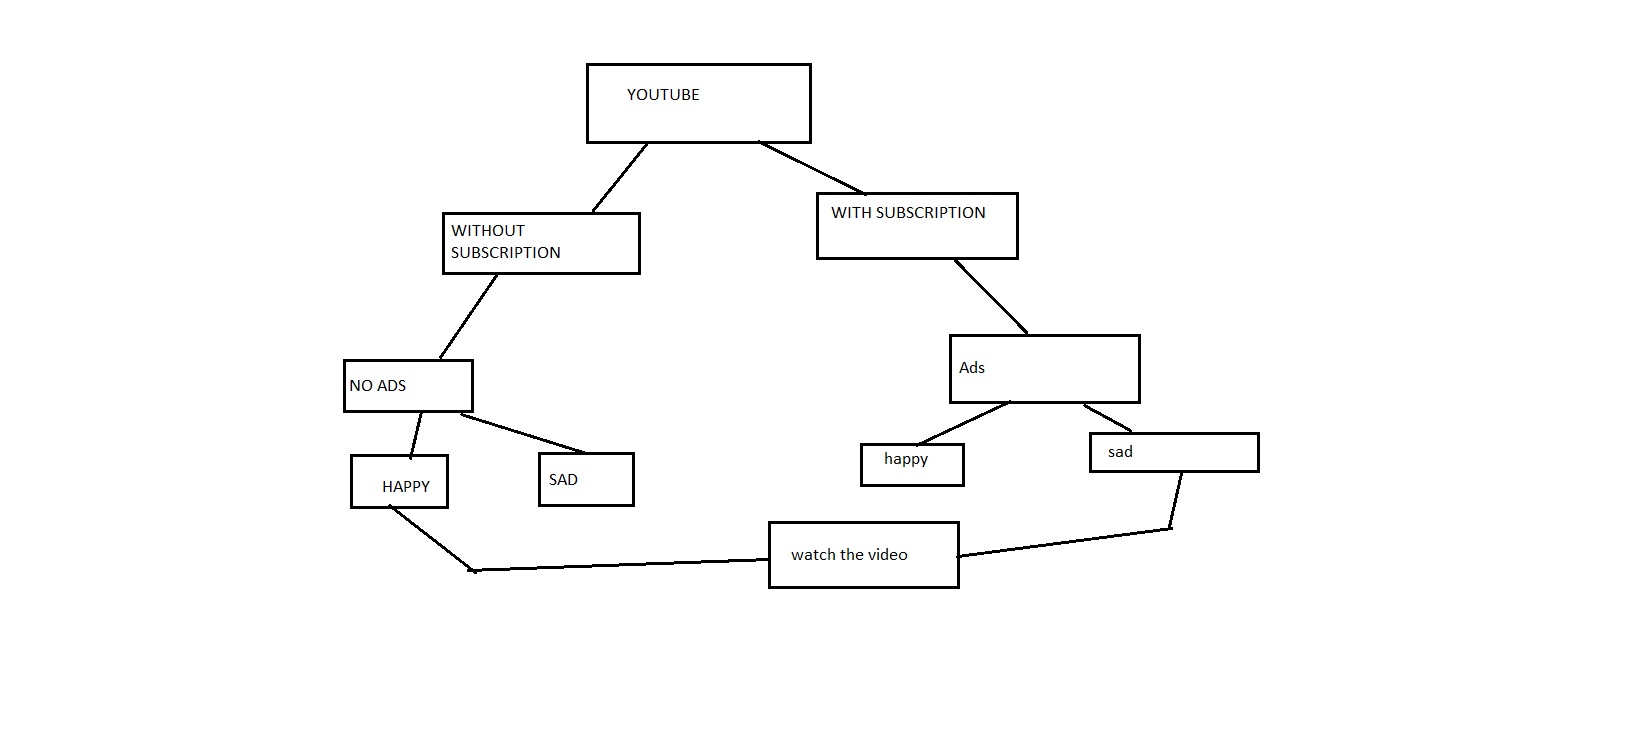 YOUTUBE
WITHOUT
SUBSCRIPTION
WITH SUBSCRIPTION
NO ADS
Ads
HAPPY
SAD
happy
sad
watch the video